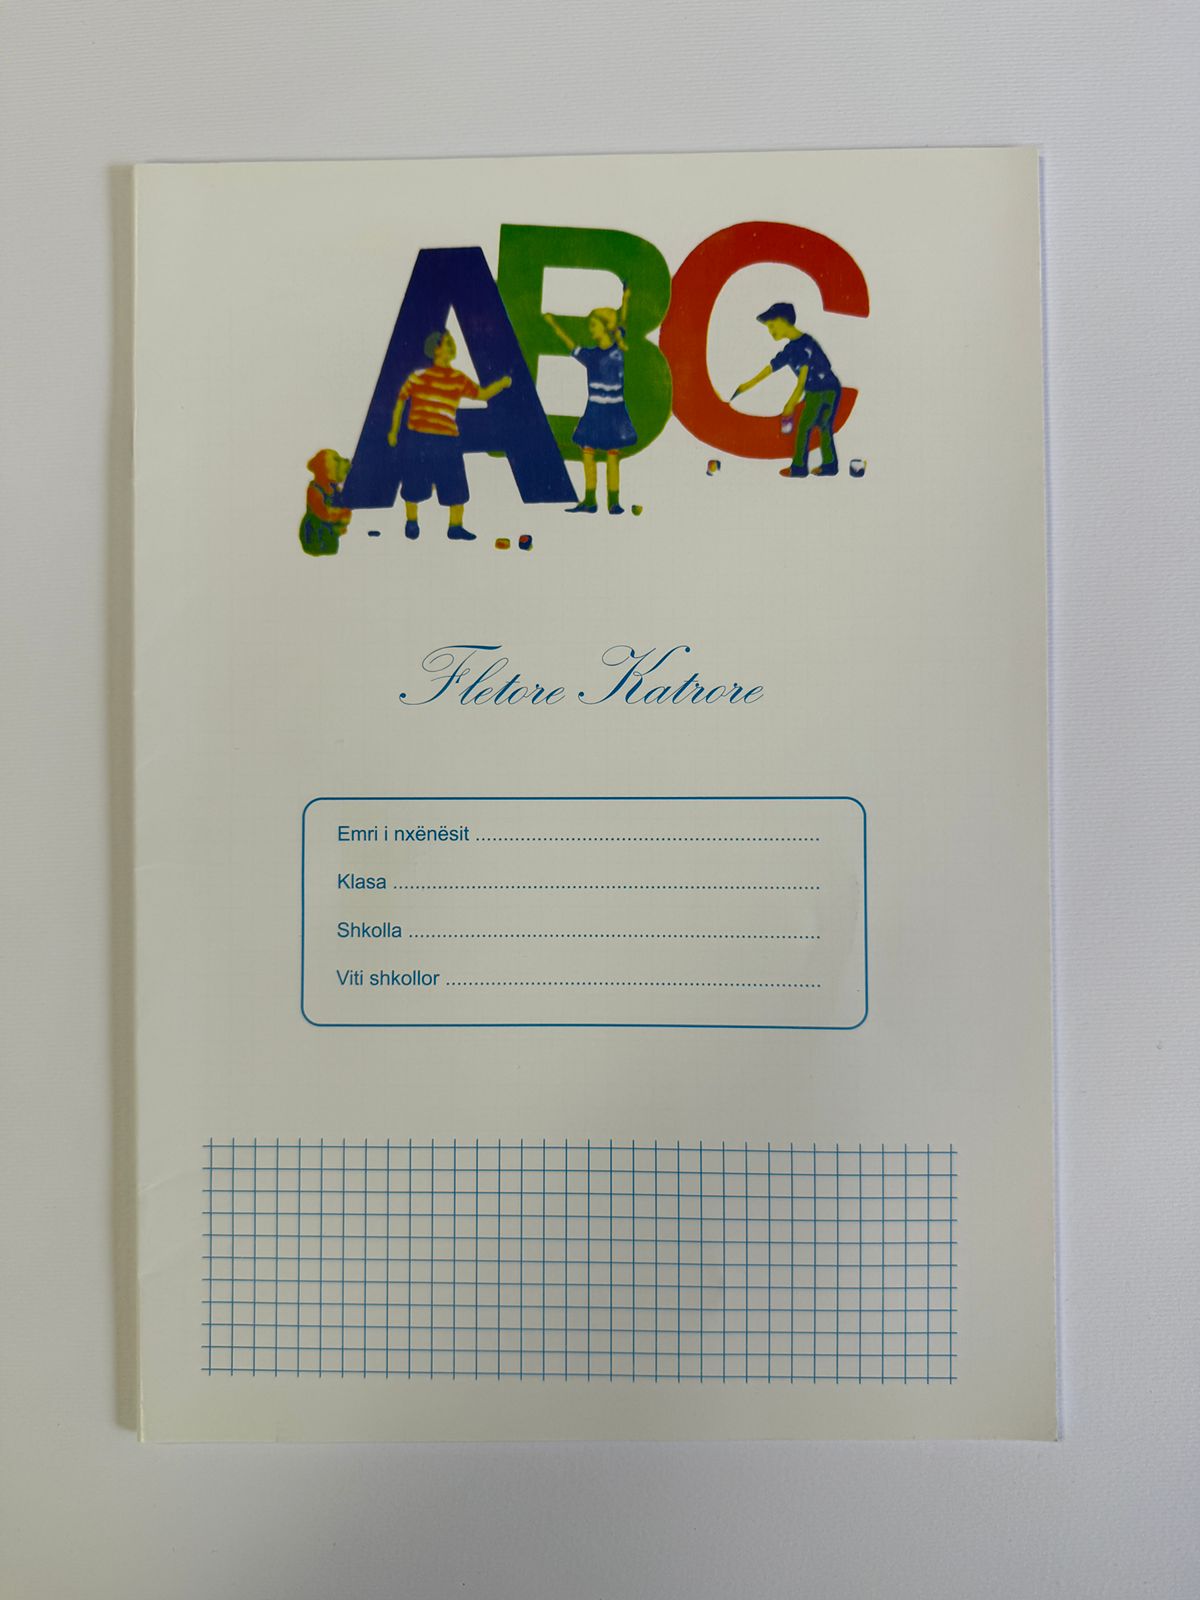 ABC
Fletore Katrore
Emri i nxënësit ..............................................................
Klasa .............................................................................
Shkolla ..........................................................................
Viti shkollor ...................................................................